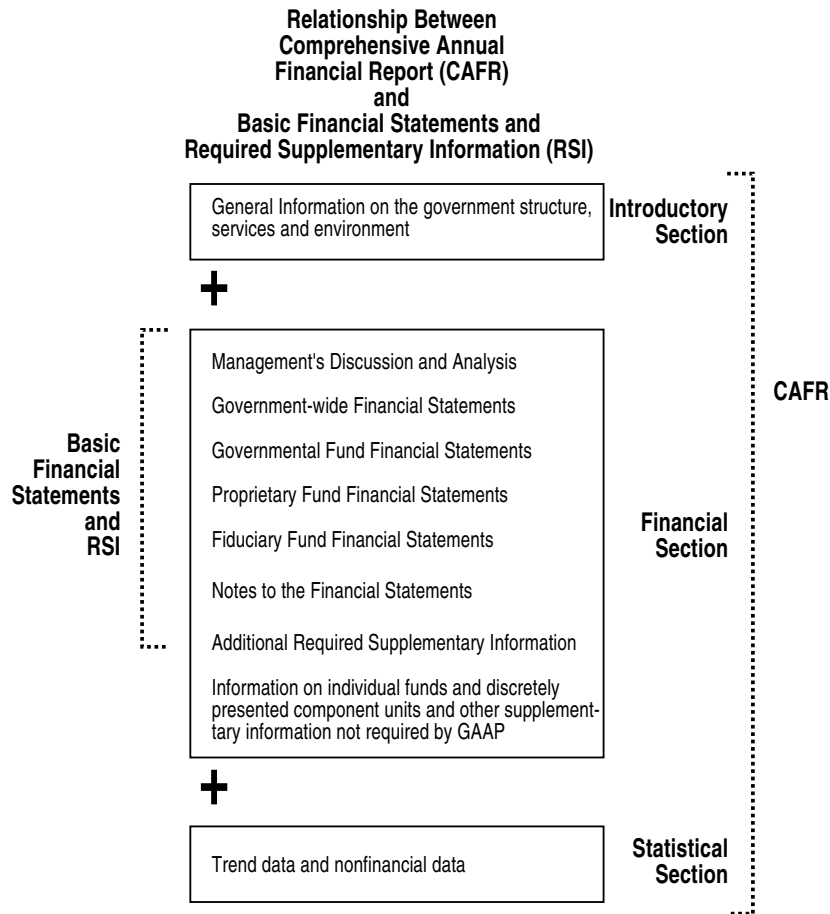 Relationship Between
Comprehensive Annual
Financial Report (CAFR)
and
Basic Financial Statements and
Required Supplementary Information (RSI)
General Information on the government structure,
services and environment
Introductory
Section
+
Management's Discussion and Analysis
Government-wide Financial Statements
Governmental Fund Financial Statements
Proprietary Fund Financial Statements
Fiduciary Fund Financial Statements
Notes to the Financial Statements
Additional Required Supplementary Information
Information on individual funds and discretely
presented component units and other supplemen-
tary information not required by GAAP
Basic
Financial
Statements
and
RSI
Financial
Section
CAFR
+
Trend data and nonfinancial data
Statistical
Section